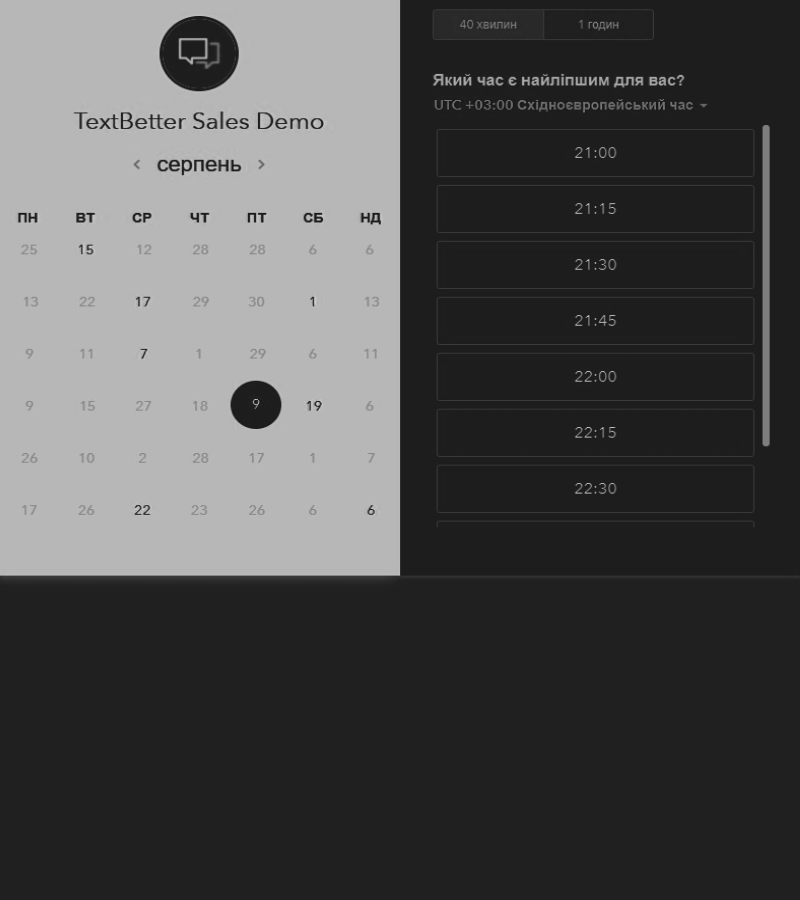 TextBetter Sales Demo
серпень
ПН ВТ СР ЧТ ПТ СБ НД
25 15 12 28 28 6 6
13 22 17 29 30 1 13
9 11 7 1 29 6 11
9 15 27 18 9 19 6
26 10 2 28 17 1 7
17 26 22 23 26 6 6
40 хвилин 1 годин
Який час є найліпшим для вас?
UTC +03:00 Східноєвропейський час
21:00
21:15
21:30
21:45
22:00
22:15
22:30